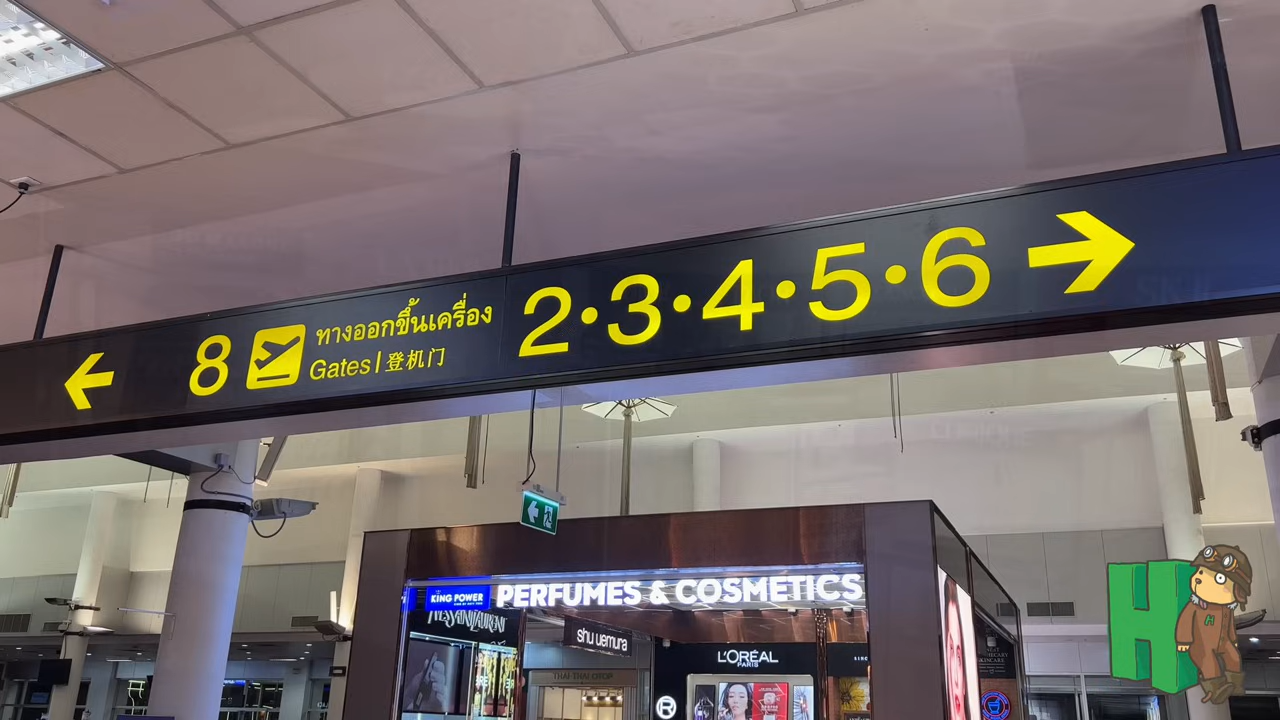 8
ทางออกขึ้นเครื่อง
Gates | 登机门
2·3·4·5·6
KING POWER
PERFUMES & COSMETICS
YVESSAINTLAURENT
shu uemura
L'ORÉAL
PARIS
THAI THAI OTOP
H
H